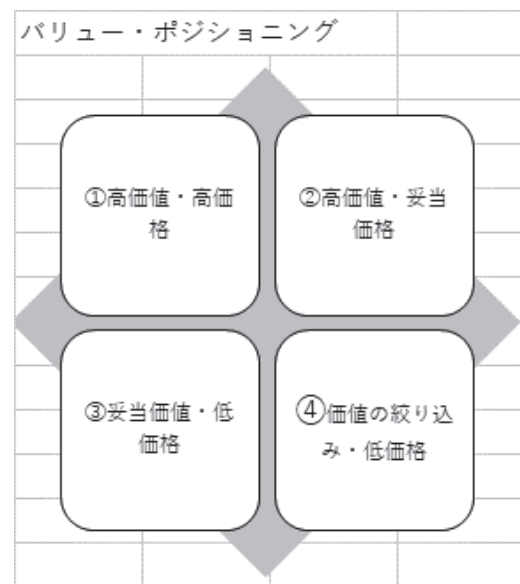 バリュー・ポジショニング
①高価値・高価
格
②高価値・妥当
価格
③妥当価値・低
価格
④価値の絞り込
み・低価格